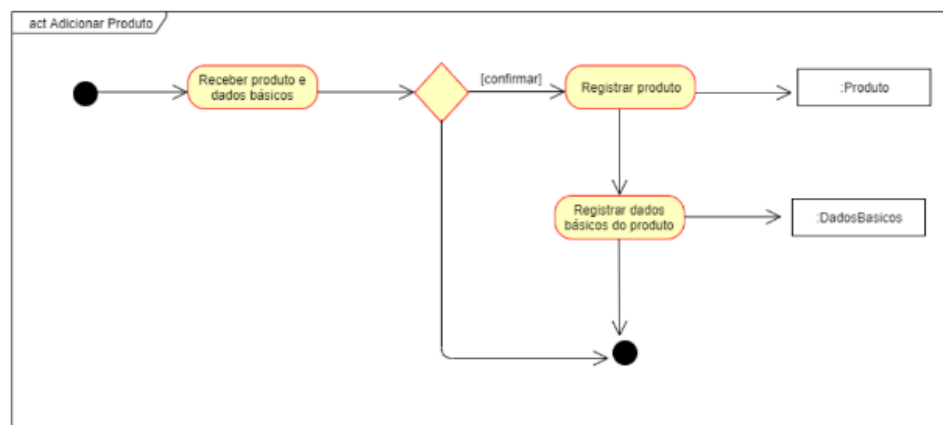 act Adicionar Produto
Receber produto e
dados básicos
[confirmar]
Registrar produto
:Produto
Registrar dados
básicos do produto
:DadosBasicos